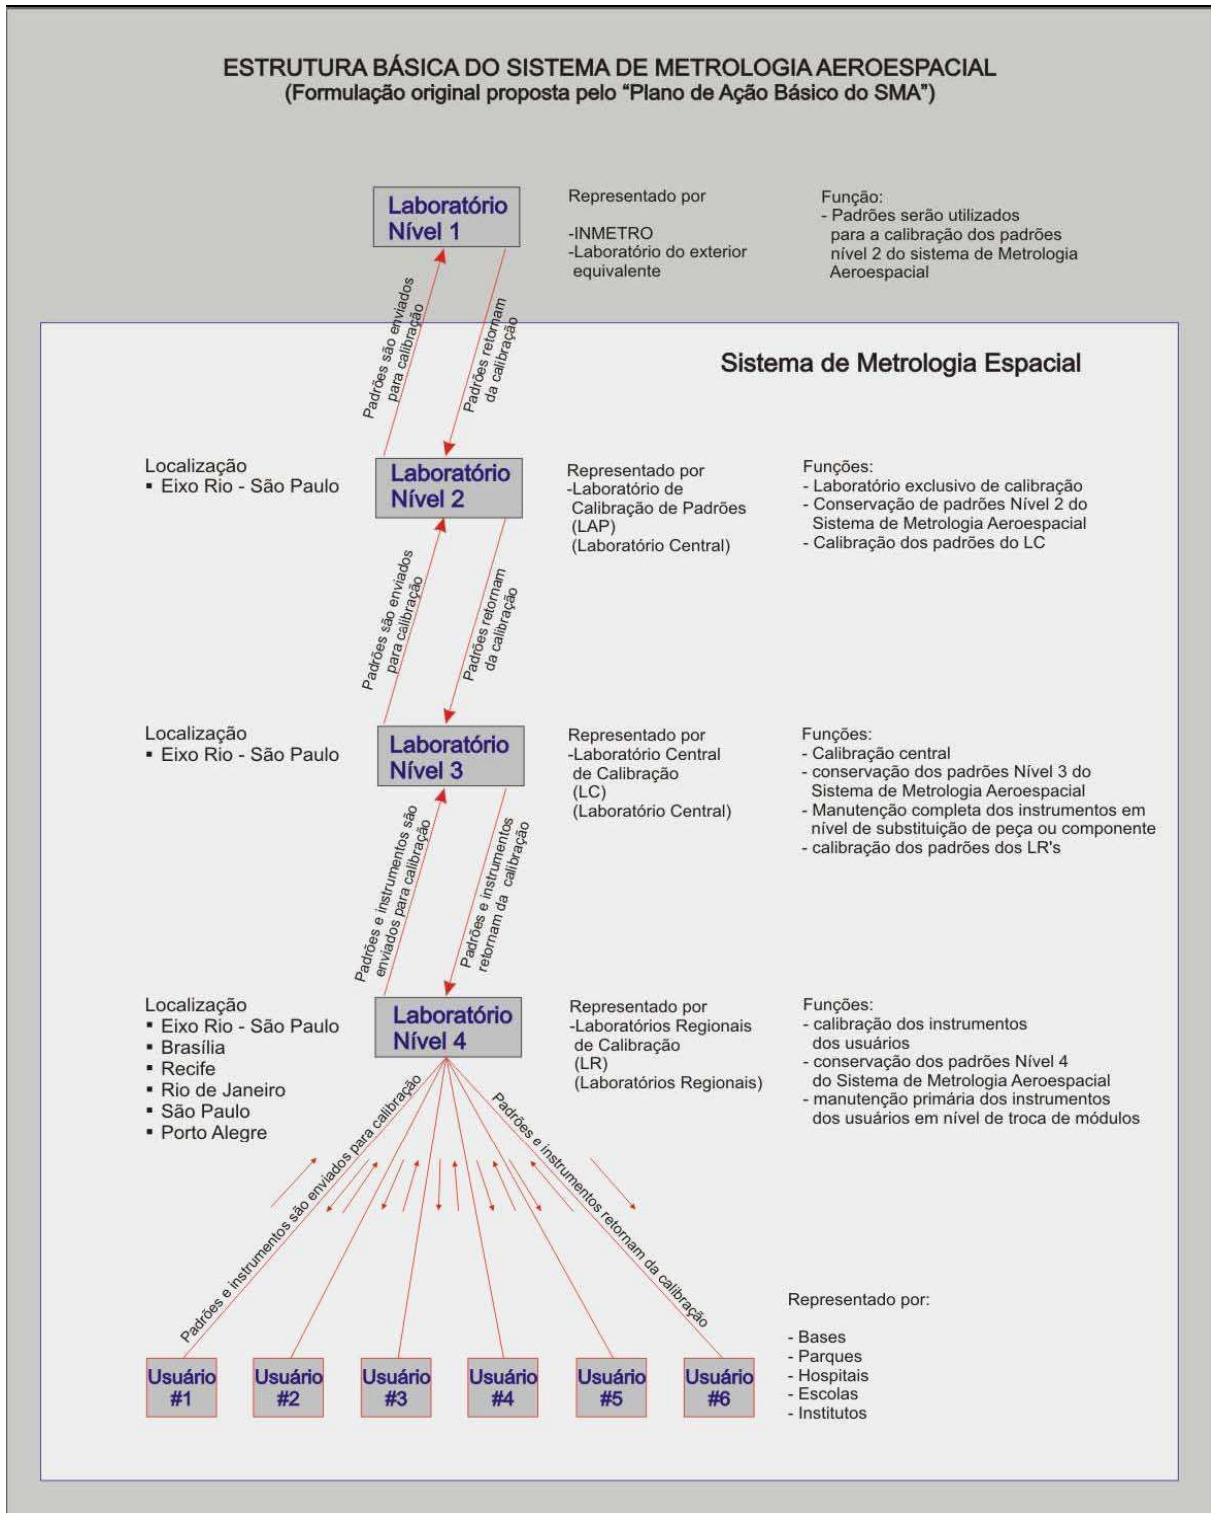 ESTRUTURA BÁSICA DO SISTEMA DE METROLOGIA AEROESPACIAL
(Formulação original proposta pelo “Plano de Ação Básico do SMA”)
Laboratório
Nível 1
Representado por
-INMETRO
-Laboratório do exterior
equivalente
Função:
- Padrões serão utilizados
para a calibração dos padrões
nível 2 do sistema de Metrologia
Aeroespacial
Padrões são enviados
para calibração
Padrões retornam
da calibração
Sistema de Metrologia Espacial
Localização
▪ Eixo Rio - São Paulo
Laboratório
Nível 2
Representado por
-Laboratório de
Calibração de Padrões
(LAP)
(Laboratório Central)
Funções:
- Laboratório exclusivo de calibração
- Conservação de padrões Nível 2 do
Sistema de Metrologia Aeroespacial
- Calibração dos padrões do LC
Padrões são enviados
para calibração
Padrões retornam
da calibração
Localização
▪ Eixo Rio - São Paulo
Laboratório
Nível 3
Representado por
-Laboratório Central
de Calibração
(LC)
(Laboratório Central)
Funções:
- Calibração central
- conservação dos padrões Nível 3 do
Sistema de Metrologia Aeroespacial
- Manutenção completa dos instrumentos em
nível de substituição de peça ou componente
- calibração dos padrões dos LR's
Padrões e instrumentos são
enviados para calibração
Padrões e instrumentos
retornam da calibração
Localização
▪ Eixo Rio - São Paulo
▪ Brasília
▪ Recife
▪ Rio de Janeiro
▪ São Paulo
▪ Porto Alegre
Laboratório
Nível 4
Representado por
-Laboratórios Regionais
de Calibração
(LR)
(Laboratórios Regionais)
Funções:
- calibração dos instrumentos
dos usuários
- conservação dos padrões Nível 4
do Sistema de Metrologia Aeroespacial
- manutenção primária dos instrumentos
dos usuários em nível de troca de módulos
Padrões e instrumentos são enviados para calibração
Padrões e instrumentos retornam da calibração
Usuário
#1
Usuário
#2
Usuário
#3
Usuário
#4
Usuário
#5
Usuário
#6
Representado por:
- Bases
- Parques
- Hospitais
- Escolas
- Institutos